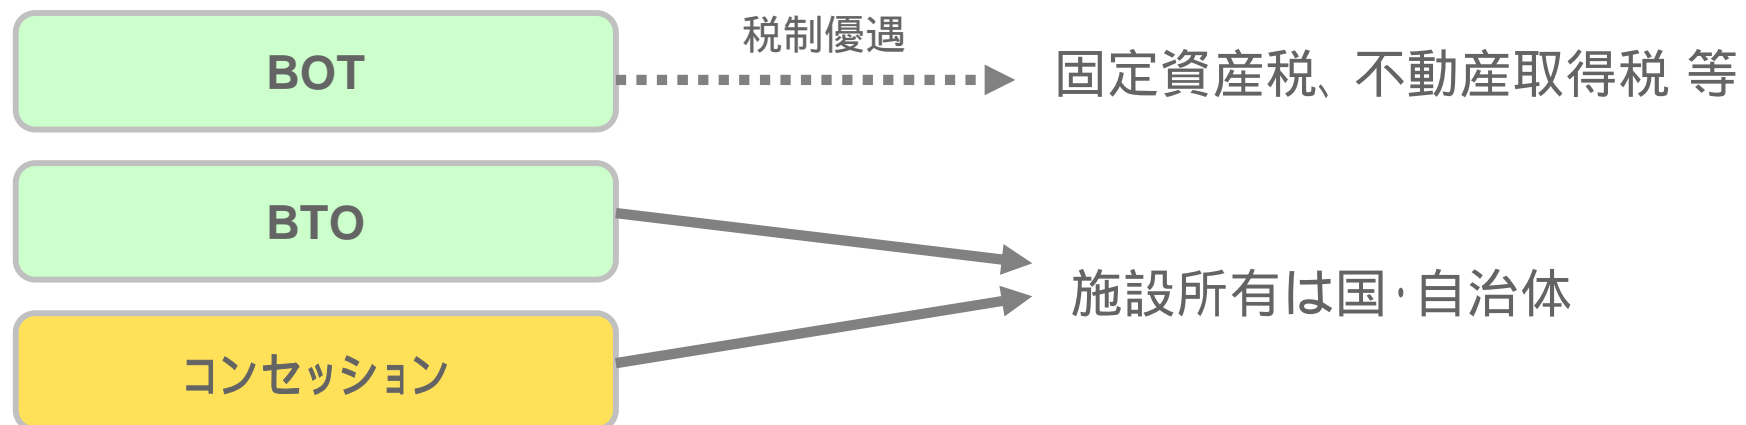 税制優遇
BOT
固定資産税、不動産取得税 等
BTO
施設所有は国・自治体
コンセッション